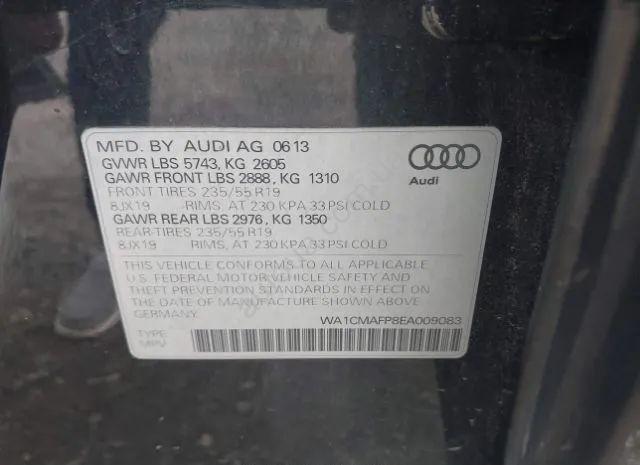 MFD. BY AUDI AG 06 13
GVWR LBS 5743, KG 2605
GAWR FRONT LBS 2888, KG 1310
FRONT TIRES 235/55 R19
8JX19 RIMS, AT 230 KPA 33 PSI COLD
GAWR REAR LBS 2976, KG 1350
REAR-TIRES 235/55 R19
8JX19 RIMS, AT 230 KPA 33 PSI COLD
Audi
THIS VEHICLE CONFORMS TO ALL APPLICABLE
U.S. FEDERAL MOTOR VEHICLE SAFETY AND
THEFT PREVENTION STANDARDS IN EFFECT ON
THE DATE OF MANUFACTURE SHOWN ABOVE.
GERMANY
WA1CMAFP8EA009083
TYPE:
MPV